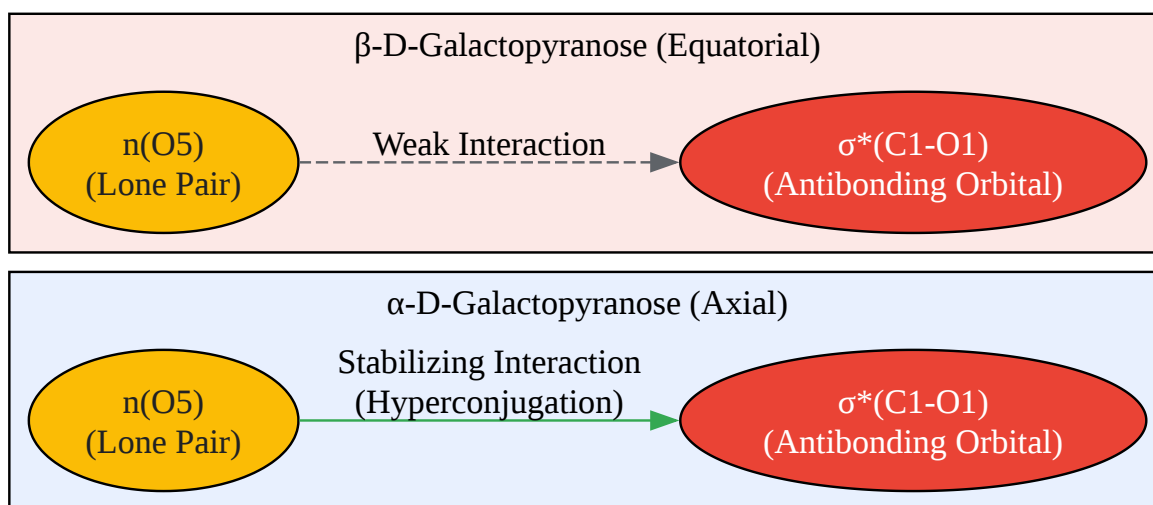 β-D-Galactopyranose (Equatorial)
n(O5)
(Lone Pair)
Weak Interaction
σ*(C1-O1)
(Antibonding Orbital)
α-D-Galactopyranose (Axial)
n(O5)
(Lone Pair)
Stabilizing Interaction
(Hyperconjugation)
σ*(C1-O1)
(Antibonding Orbital)